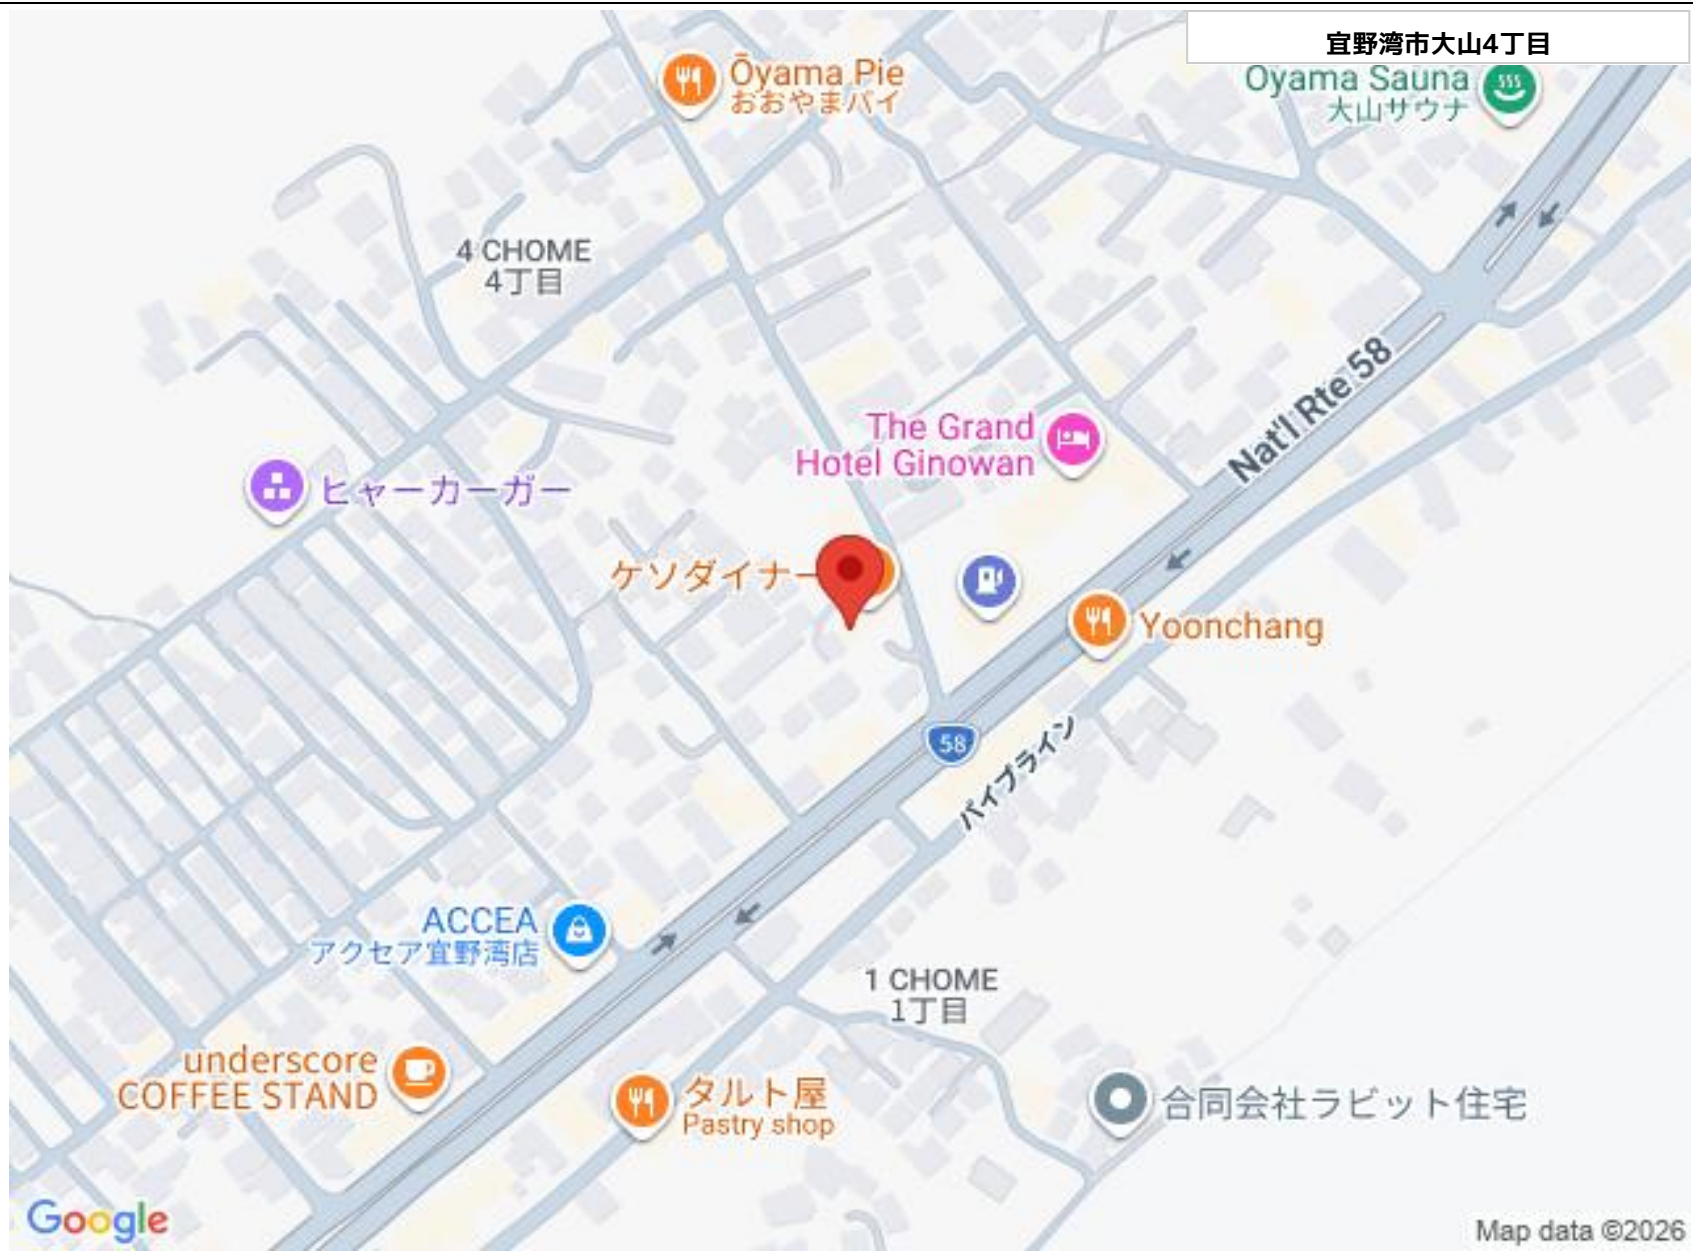 宜野湾市大山4丁目
Ōyama Pie
おおやまパイ
Oyama Sauna
大山サウナ
4 CHOME
4丁目
Nat'l Rte 58
The Grand
Hotel Ginowan
ヒャーカーガー
ケソダイナー
Yoonchang
58
パイプライン
ACCEA
アクセア宜野湾店
1 CHOME
1丁目
underscore
COFFEE STAND
タルト屋
Pastry shop
合同会社ラビット住宅
Google
Map data ©2026